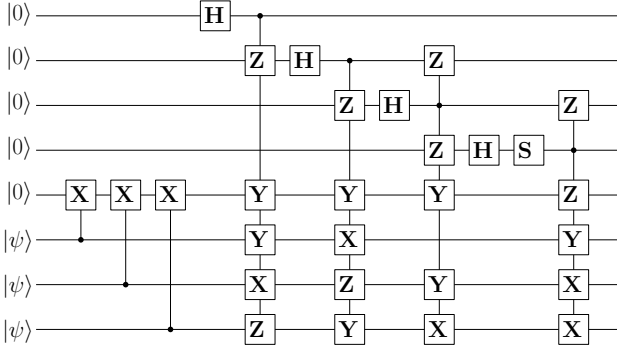 |0⟩ H
|0⟩ Z H Z
|0⟩ Z H Z
|0⟩ Z H S
|0⟩ X X X Y Y Y Z
|ψ⟩ Y X Y
|ψ⟩ X Z Y X
|ψ⟩ Z Y X X